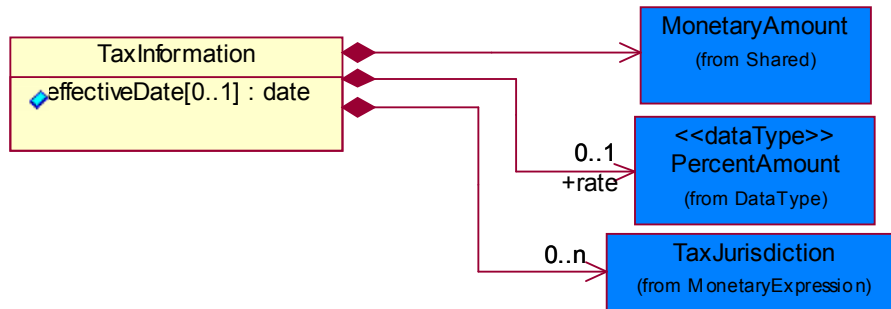 TaxInformation
effectiveDate[0..1] : date
MonetaryAmount
(from Shared)
<<dataType>>
PercentAmount
(from DataType)
0..1
+rate
TaxJurisdiction
(from MonetaryExpression)
0..n